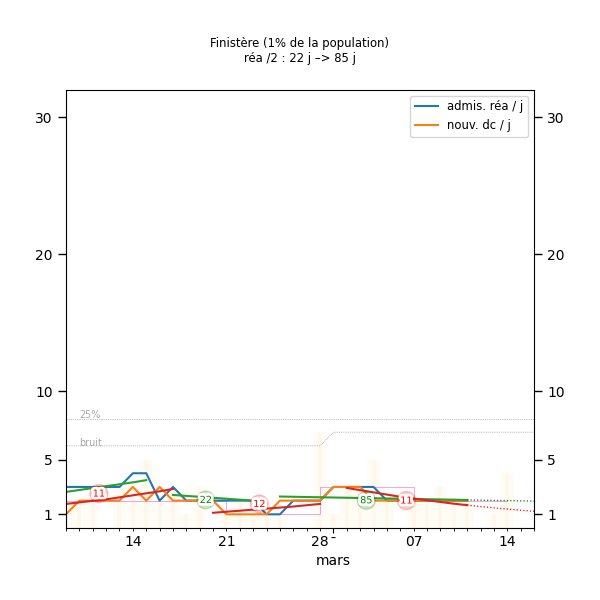 Finistère (1% de la population)
réa /2 : 22 j –> 85 j
admis. réa / j
nouv. dc / j
30 30
20 20
10 10
25%
bruit
5 5
11 22 12 85 11
1 1
14 21 28 07 14
mars